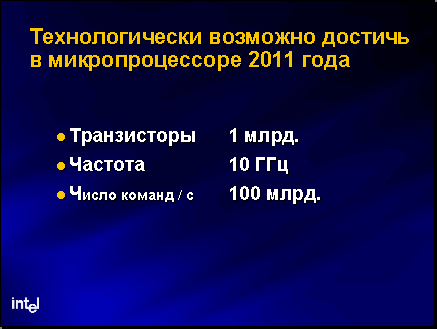 Технологически возможно достичь
в микропроцессоре 2011 года
Транзисторы 1 млрд.
Частота 10 ГГц
Число команд / с 100 млрд.
intel